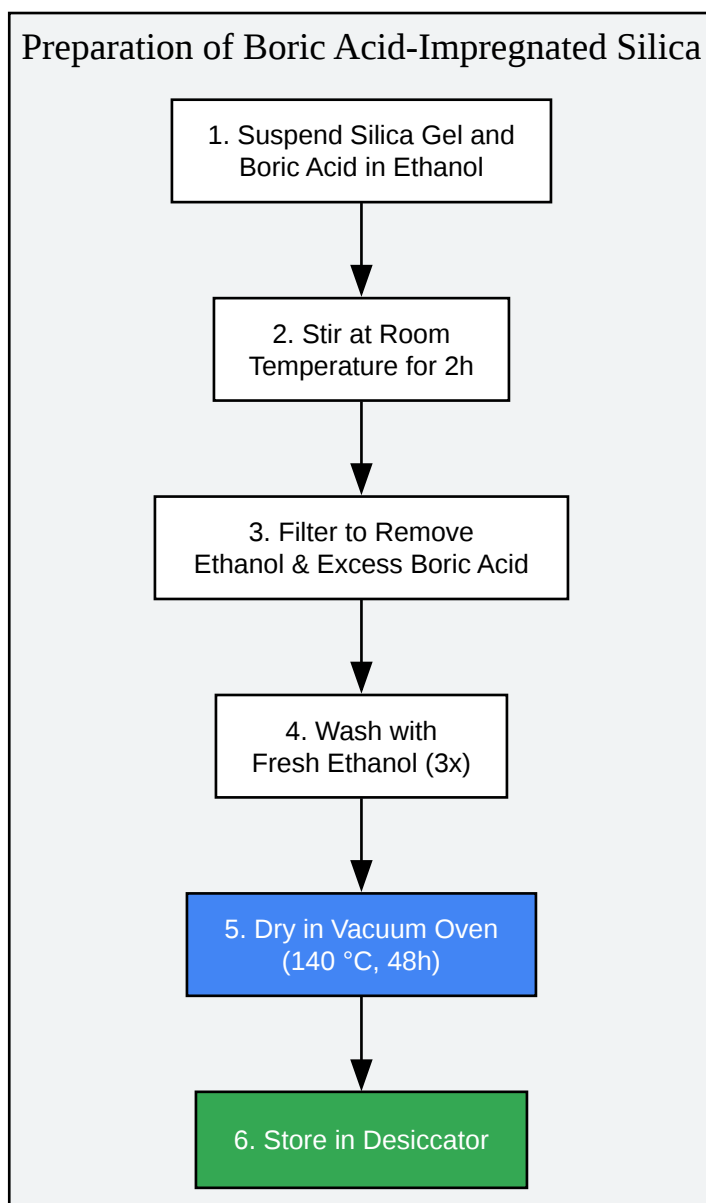 Preparation of Boric Acid-Impregnated Silica
1. Suspend Silica Gel and
Boric Acid in Ethanol
2. Stir at Room
Temperature for 2h
3. Filter to Remove
Ethanol & Excess Boric Acid
4. Wash with
Fresh Ethanol (3x)
5. Dry in Vacuum Oven
(140 °C, 48h)
6. Store in Desiccator